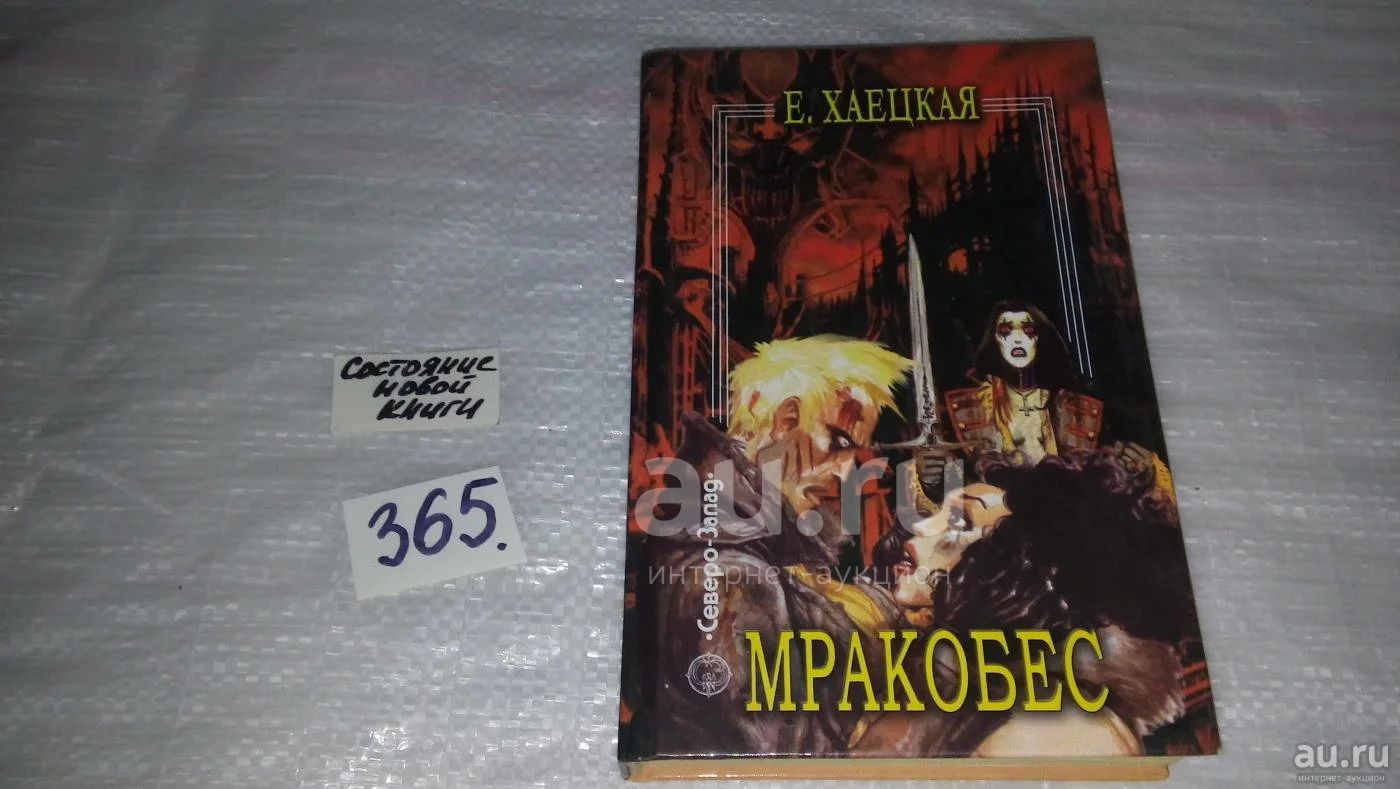 Состояние
новой
книги
365.
Е. ХАЕЦКАЯ
•Северо-Запад•
МРАКОБЕС
au.ru
интернет-аукцион
au.ru
интернет-аукцион